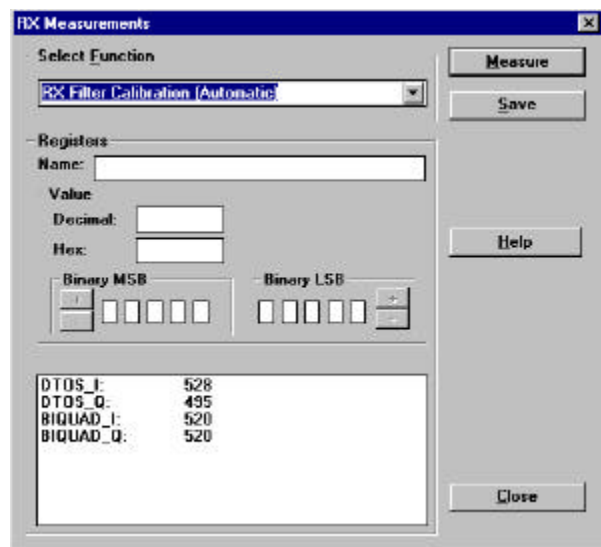 RX Measurements
Select Function
RX Filter Calibration (Automatic)
Measure
Save
Registers
Name:
Value
Decimal:
Hex:
Help
Binary MSB
Binary LSB
+
+
-
DTOS_I: 528
DTOS_Q: 495
BIQUAD_I: 520
BIQUAD_Q: 520
Close